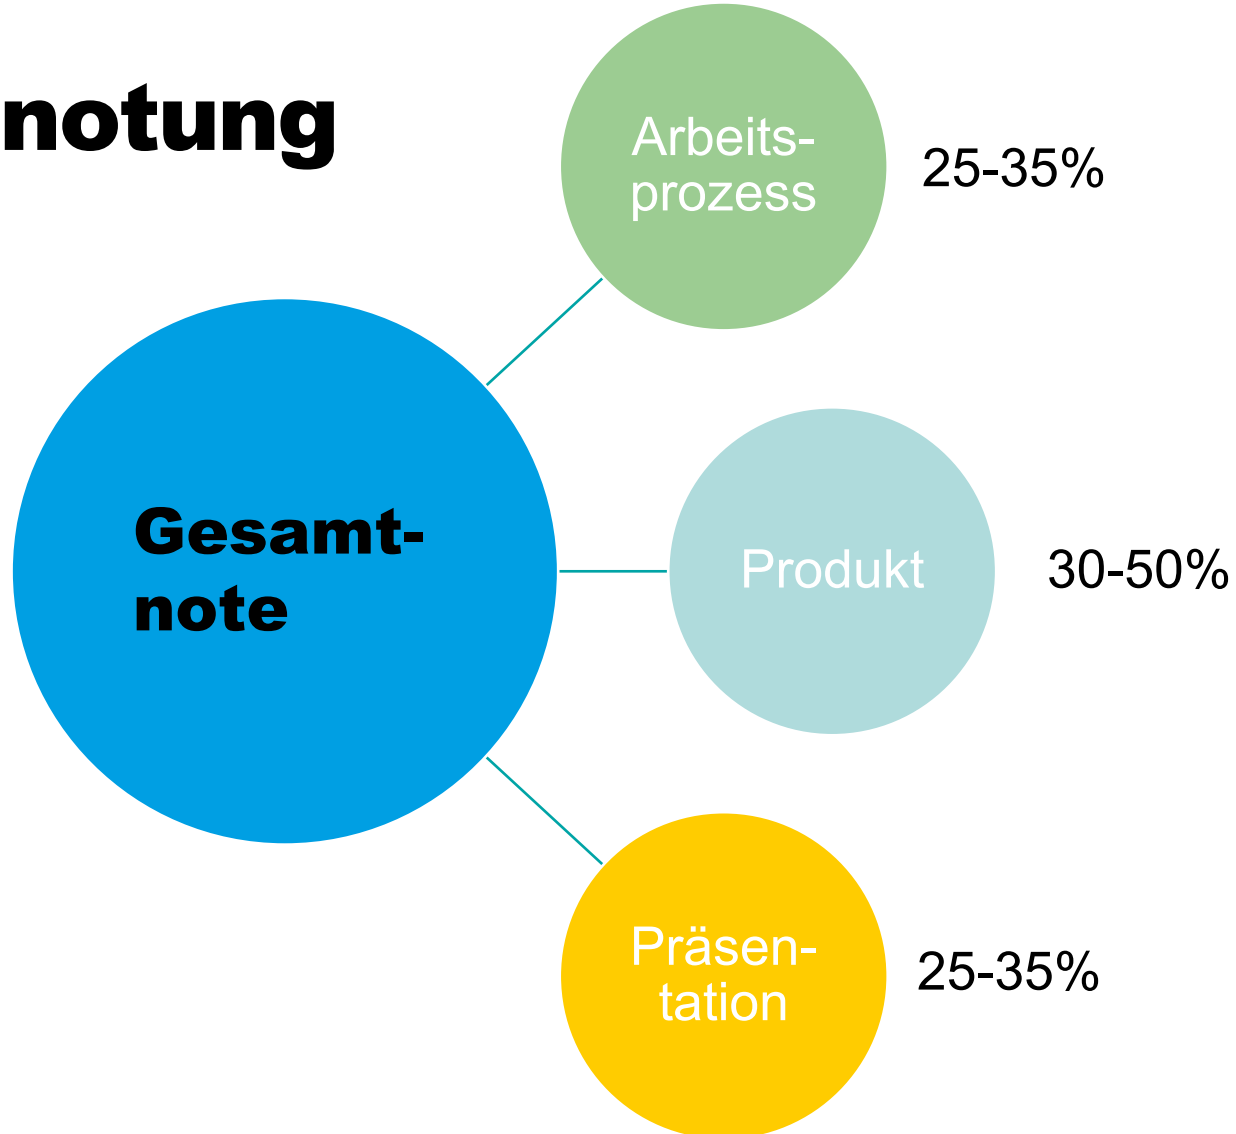 notung
Arbeits-
prozess
25-35%
Gesamt-
note
Produkt
30-50%
Präsen-
tation
25-35%